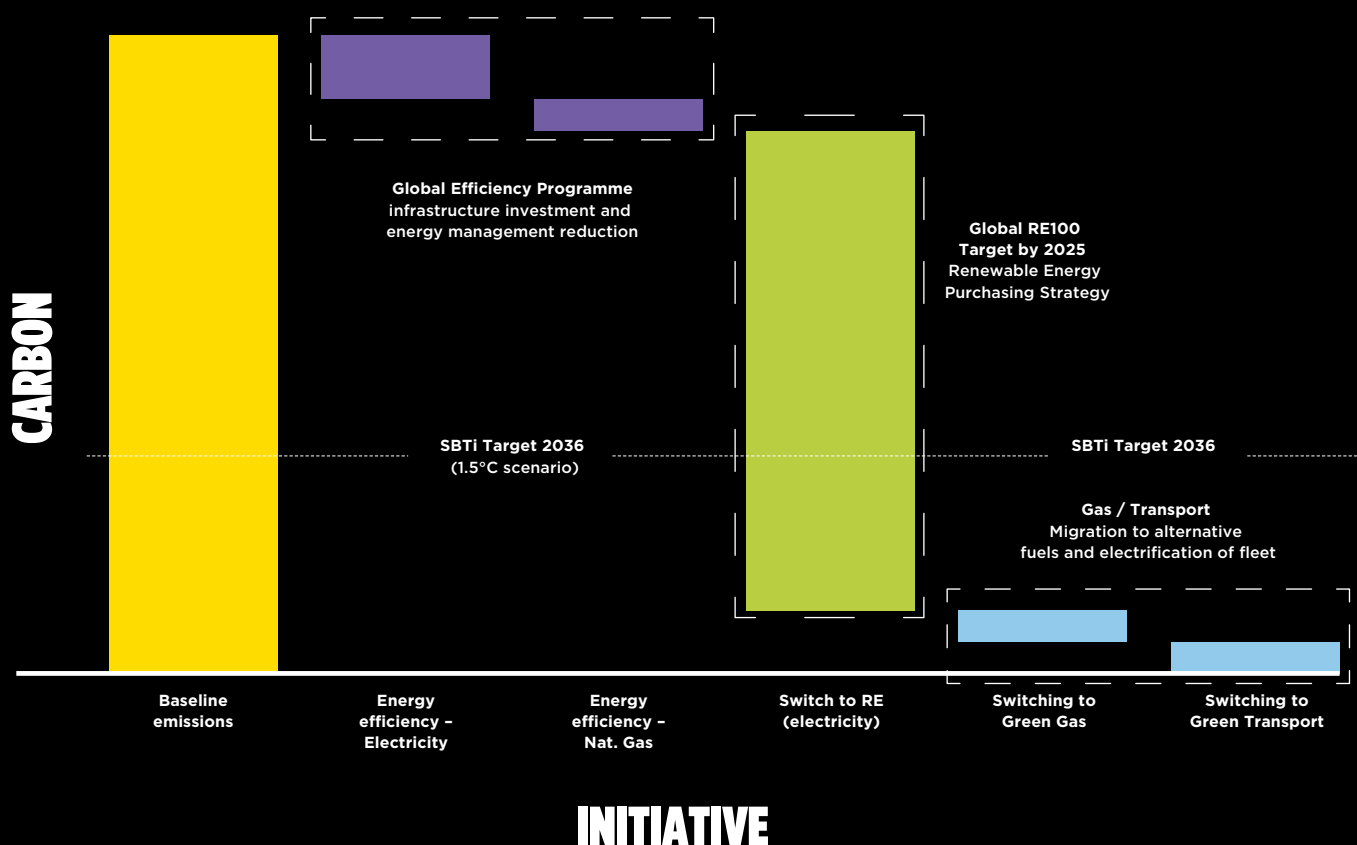 Global Efficiency Programme
infrastructure investment and
energy management reduction
Global RE100
Target by 2025
Renewable Energy
Purchasing Strategy
CARBON
SBTi Target 2036
(1.5°C scenario)
SBTi Target 2036
Gas / Transport
Migration to alternative
fuels and electrification of fleet
Baseline
emissions
Energy
efficiency –
Electricity
Energy
efficiency –
Nat. Gas
Switch to RE
(electricity)
Switching to
Green Gas
Switching to
Green Transport
INITIATIVE